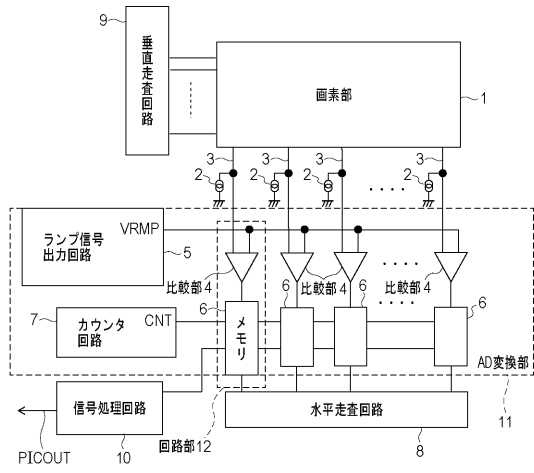 9
垂直走査回路
画素部
1
3 3 3 3
2 2 2 2
ランプ信号
出力回路
VRMP
5
比較部4 比較部4 比較部4
7
カウンタ
回路
CNT
6
メモリ
6
6
6
AD変換部
11
信号処理回路
10
PICOUT
回路部12
水平走査回路
8